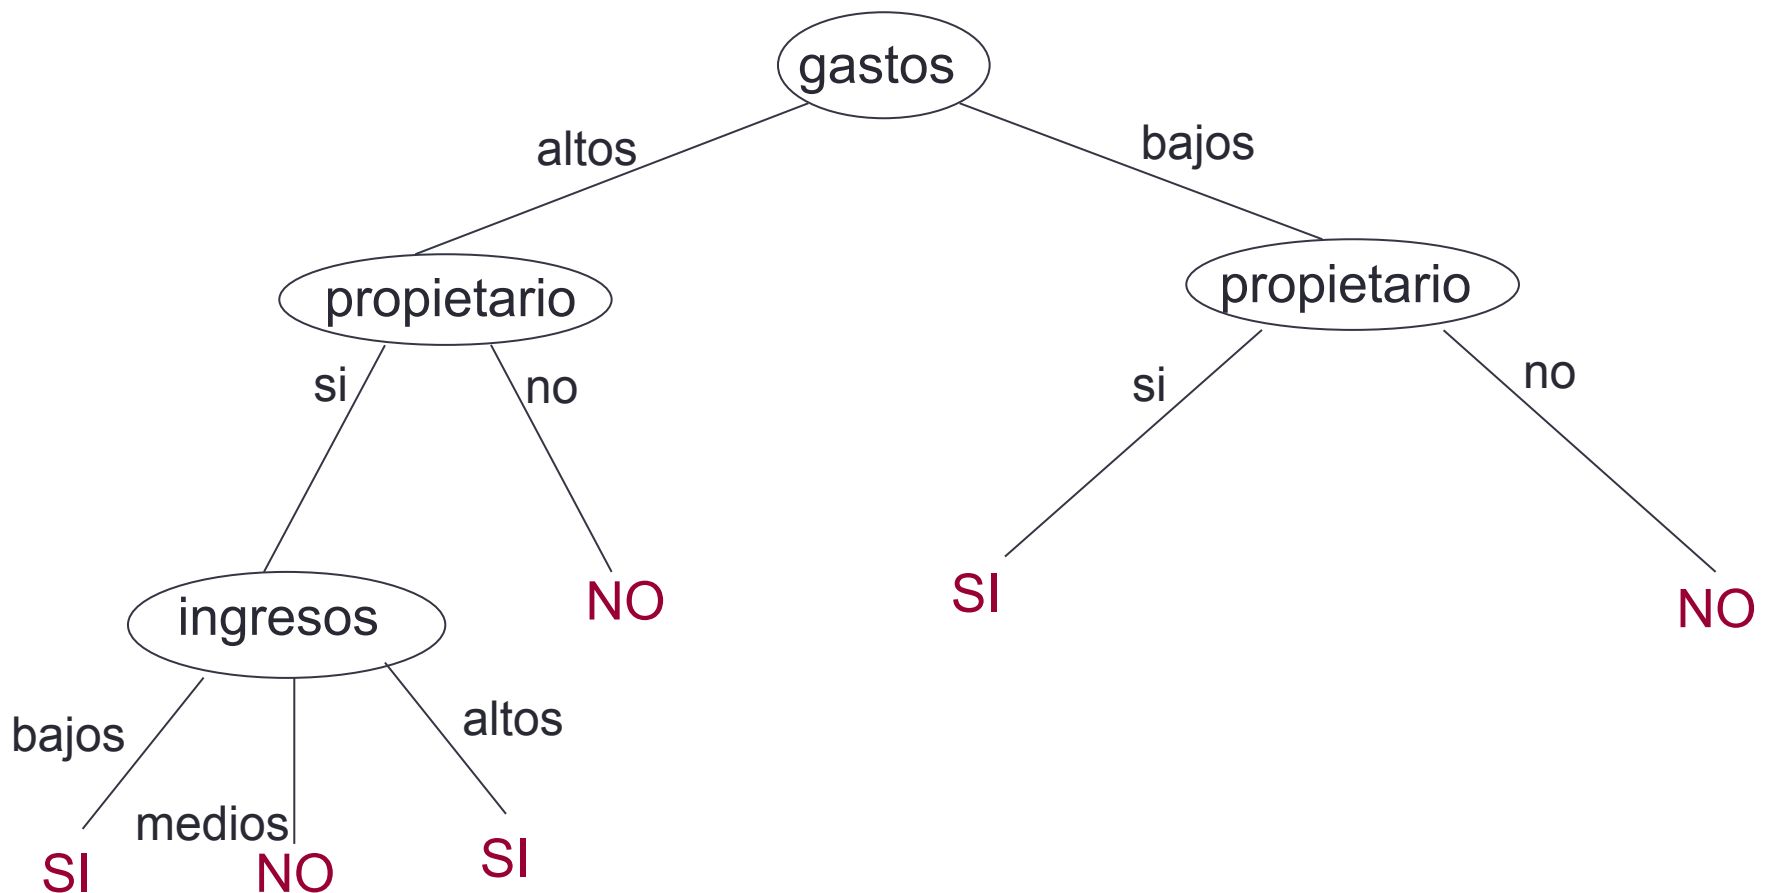 gastos
altos
bajos
propietario
propietario
si
no
si
no
ingresos
NO
SI
NO
bajos
medios
altos
SI
NO
SI